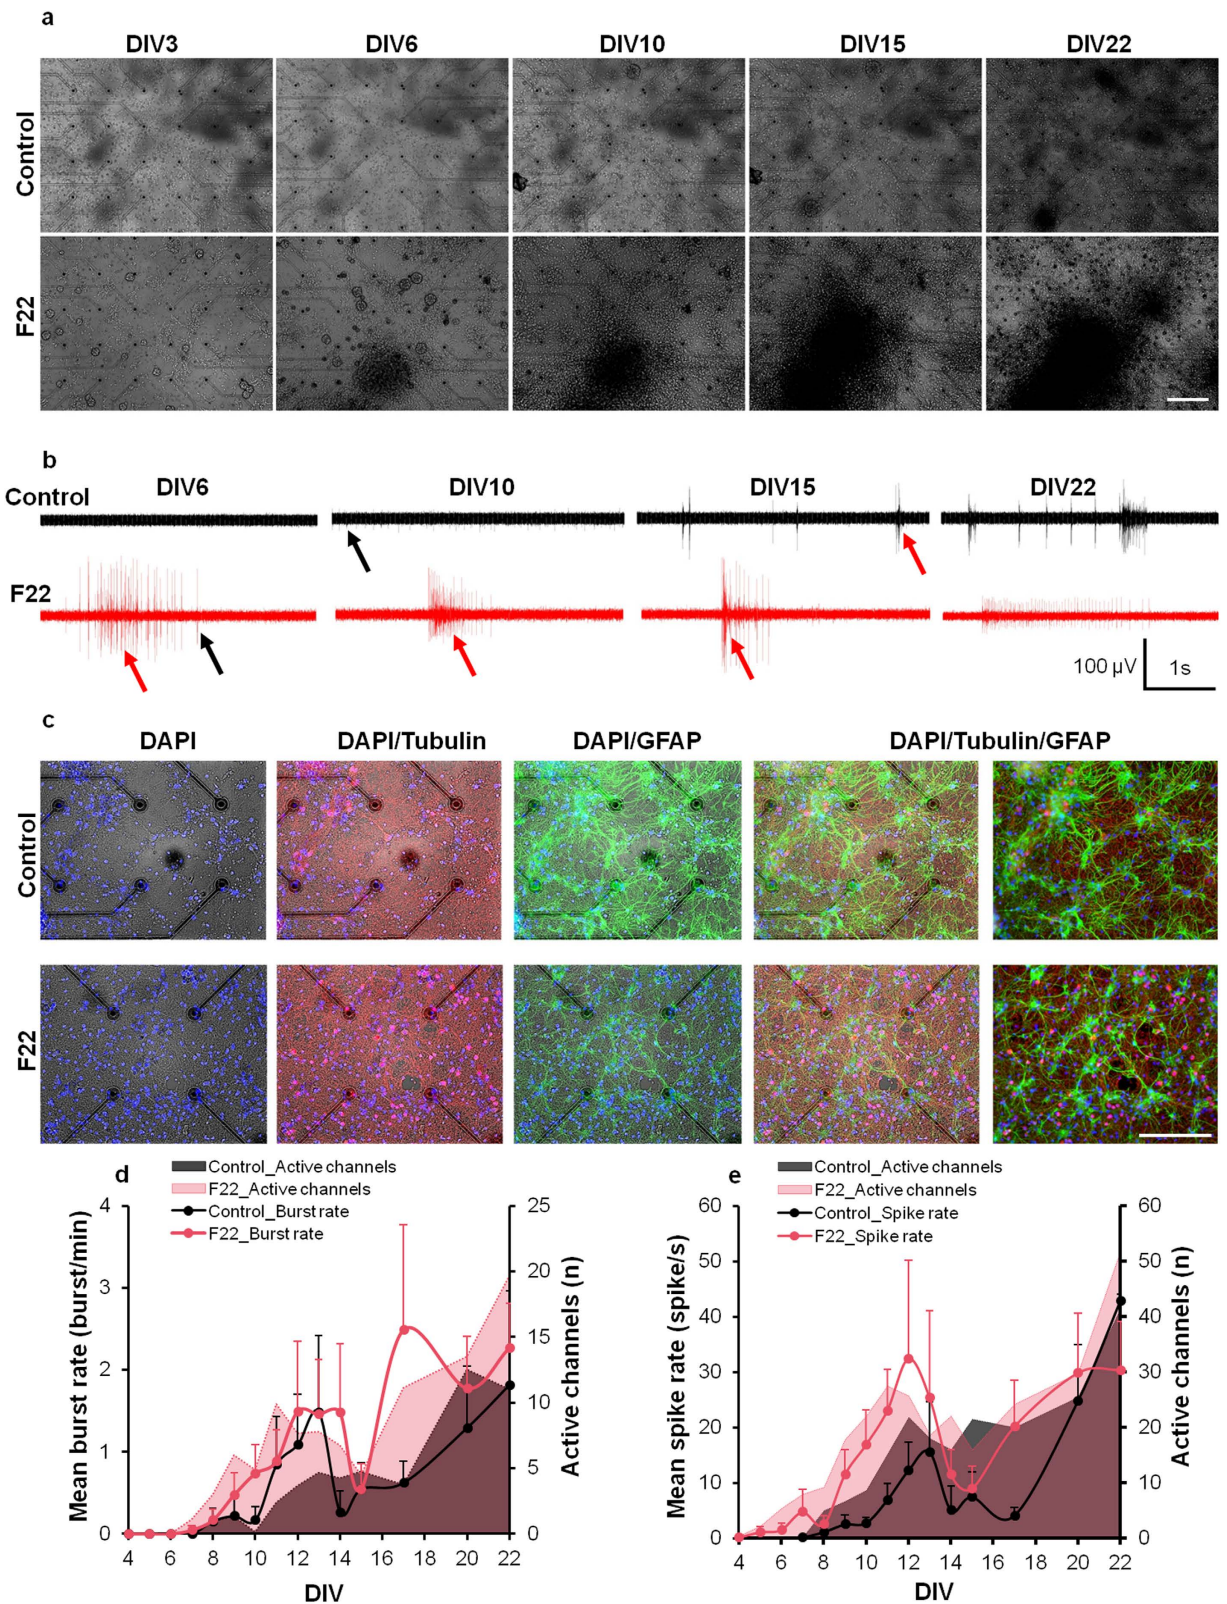 a
DIV3 DIV6 DIV10 DIV15 DIV22
Control
F22
b
Control DIV6 DIV10 DIV15 DIV22
F22
100 µV 1s
c
DAPI DAPI/Tubulin DAPI/GFAP DAPI/Tubulin/GFAP
Control
F22
d
Control_Active channels
F22_Active channels
Control_Burst rate
F22_Burst rate
Mean burst rate (burst/min)
4
3
2
1
0
25
20
15
10
5
0
Active channels (n)
4 6 8 10 12 14 16 18 20 22
DIV
e
Control_Active channels
F22_Active channels
Control_Spike rate
F22_Spike rate
Mean spike rate (spike/s)
60
50
40
30
20
10
0
60
50
40
30
20
10
0
Active channels (n)
4 6 8 10 12 14 16 18 20 22
DIV